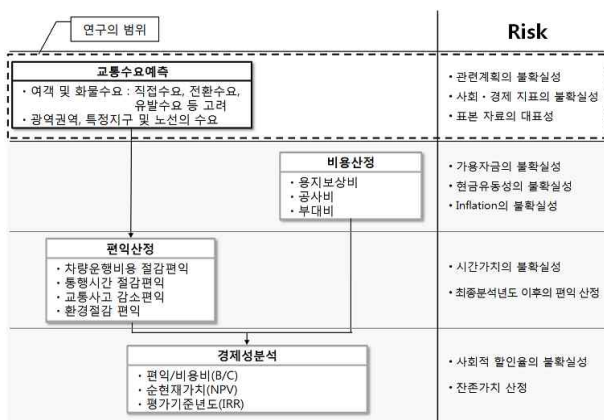 연구의 범위
Risk
교통수요예측
• 여객 및 화물수요 : 직접수요, 전환수요,
유발수요 등 고려
• 광역권역, 특정지구 및 노선의 수요
• 관련계획의 불확실성
• 사회・경제 지표의 불확실성
• 표본 자료의 대표성
비용산정
• 용지보상비
• 공사비
• 부대비
• 가용자금의 불확실성
• 현금유동성의 불확실성
• Inflation의 불확실성
편익산정
• 차량운행비용 절감편익
• 통행시간 절감편익
• 교통사고 감소편익
• 환경절감 편익
• 시간가치의 불확실성
• 최종분석년도 이후의 편익 산정
경제성분석
• 편익/비용비(B/C)
• 순현재가치(NPV)
• 평가기준년도(IRR)
• 사회적 할인율의 불확실성
• 잔존가치 산정